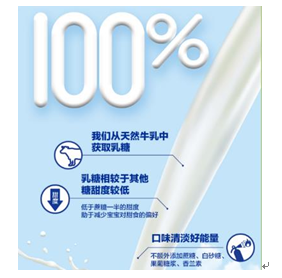 100%
我们从天然牛乳中
获取乳糖
乳糖相较于其他
糖甜度较低
低于蔗糖一半的甜度
助于减少宝宝对甜食的偏好
口味清淡好能量
不额外添加蔗糖、白砂糖、
果葡糖浆、香兰素